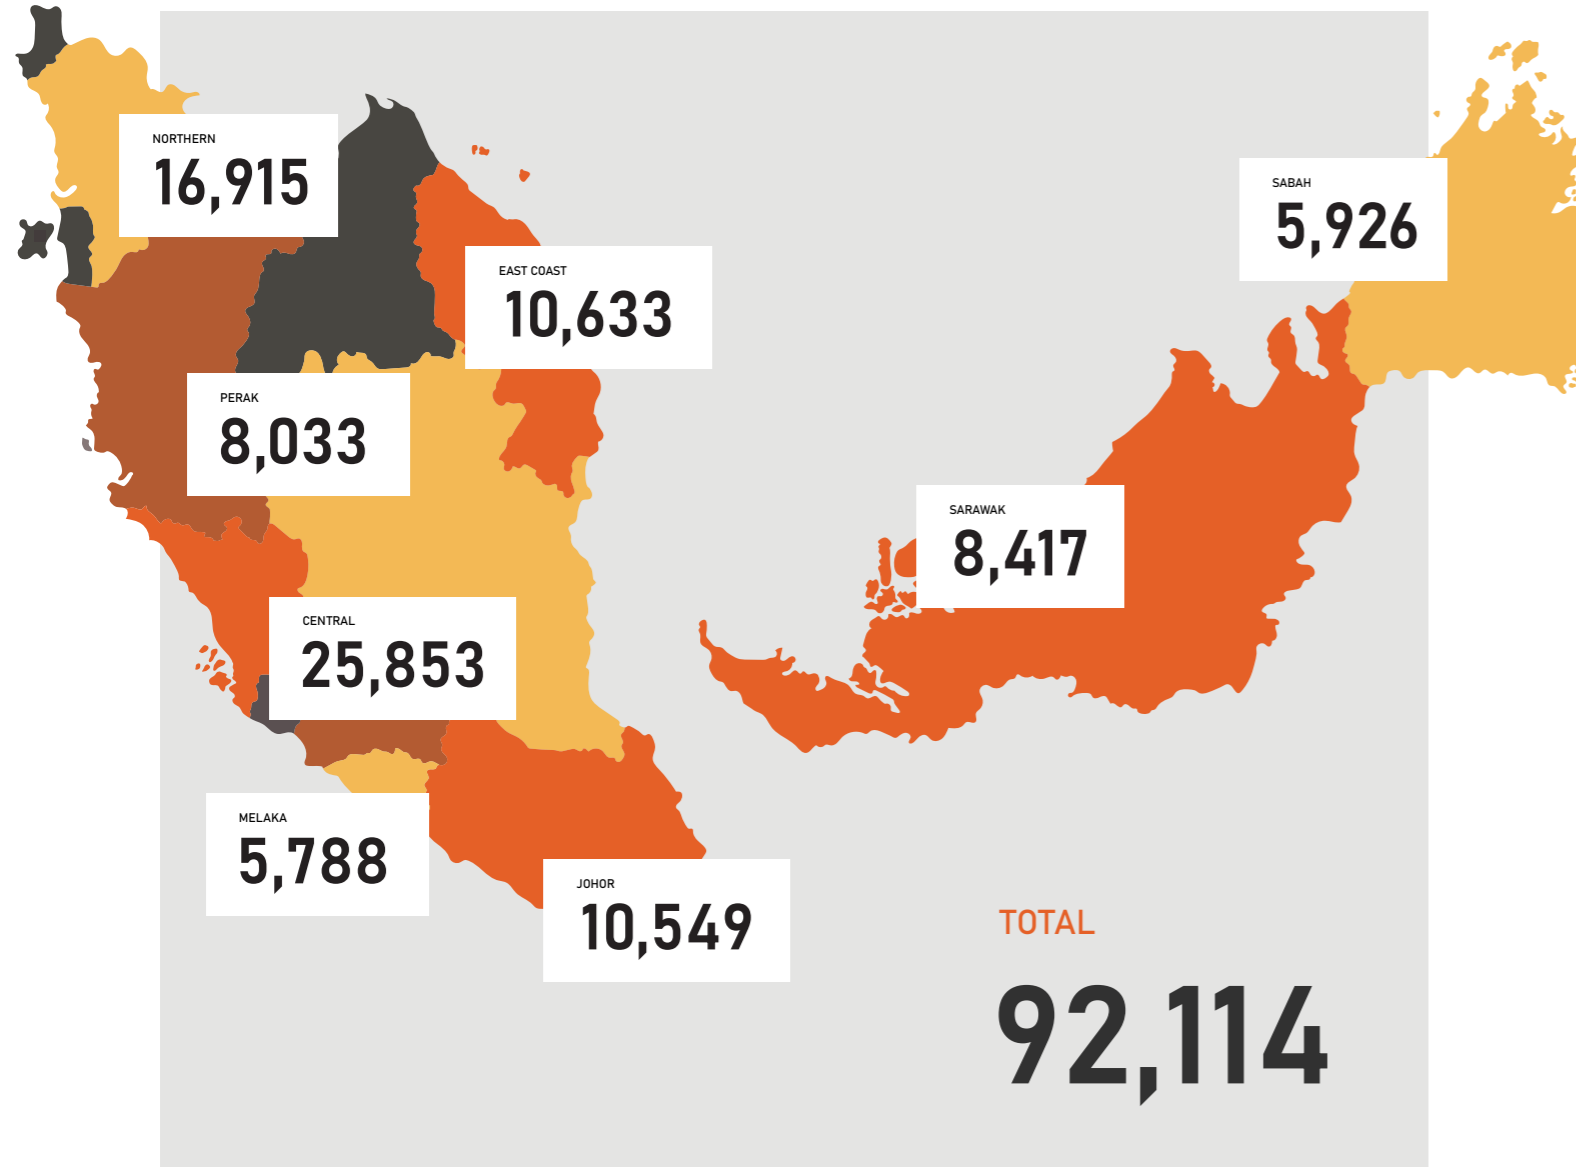 NORTHERN
16,915
SABAH
5,926
EAST COAST
10,633
PERAK
8,033
SARAWAK
8,417
CENTRAL
25,853
MELAKA
5,788
JOHOR
10,549
TOTAL
92,114